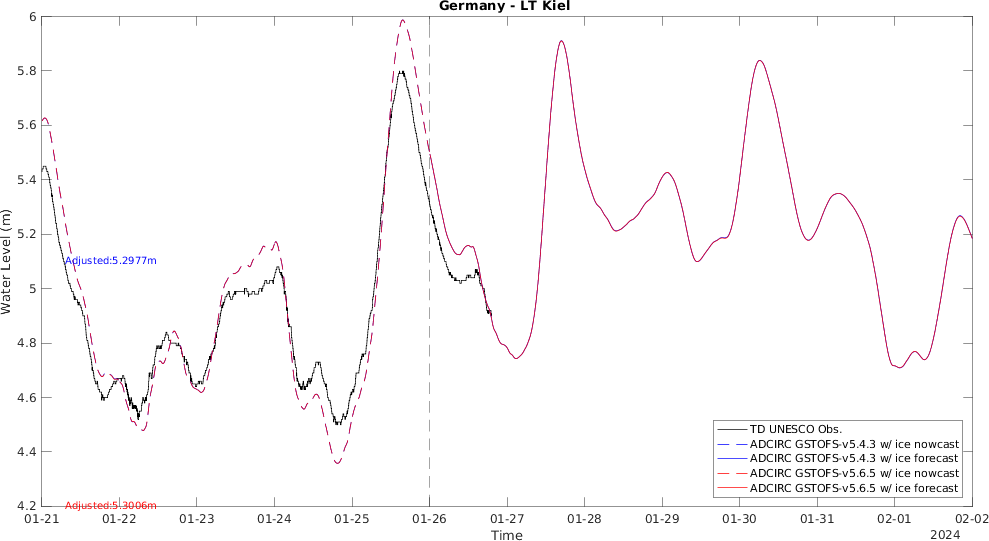 Germany - LT Kiel
6
5.8
5.6
5.4
5.2
5
4.8
4.6
4.4
4.2
Water Level (m)
Adjusted:5.2977m
Adjusted:5.3006m
TD UNESCO Obs.
ADCIRC GSTOFS-v5.4.3 w/ ice nowcast
ADCIRC GSTOFS-v5.4.3 w/ ice forecast
ADCIRC GSTOFS-v5.6.5 w/ ice nowcast
ADCIRC GSTOFS-v5.6.5 w/ ice forecast
01-21 01-22 01-23 01-24 01-25 01-26 01-27 01-28 01-29 01-30 01-31 02-01 02-02
Time
2024